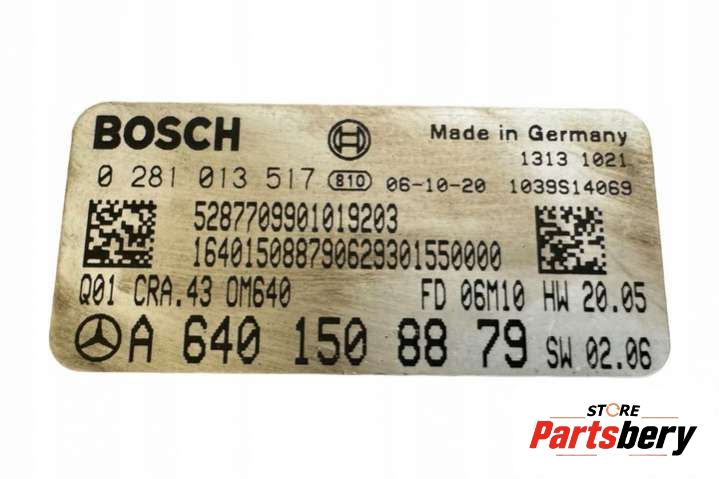 BOSCH
Made in Germany
1313 1021
0 281 013 517 810 06-10-20 1039S14069
5287709901019203
164015088790629301550000
Q01 CRA.43 OM640 FD 06M10 HW 20.05
A 640 150 88 79 SW 02.06
STORE
Partsbery